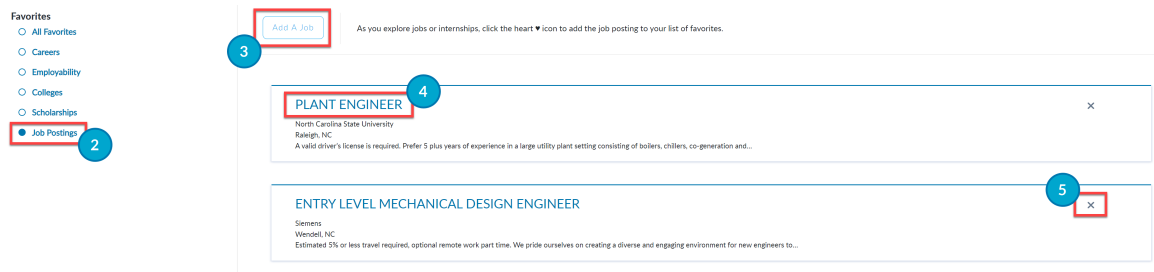 Favorites
All Favorites
Careers
Employability
Colleges
Scholarships
Job Postings
2
Add A Job
3
As you explore jobs or internships, click the heart ♥ icon to add the job posting to your list of favorites.
PLANT ENGINEER
4
×
North Carolina State University
Raleigh, NC
A valid driver's license is required. Prefer 5 plus years of experience in a large utility plant setting consisting of boilers, chillers, co-generation and...
5
ENTRY LEVEL MECHANICAL DESIGN ENGINEER
×
Siemens
Wendell, NC
Estimated 5% or less travel required, optional remote work part time. We pride ourselves on creating a diverse and engaging environment for new engineers to...